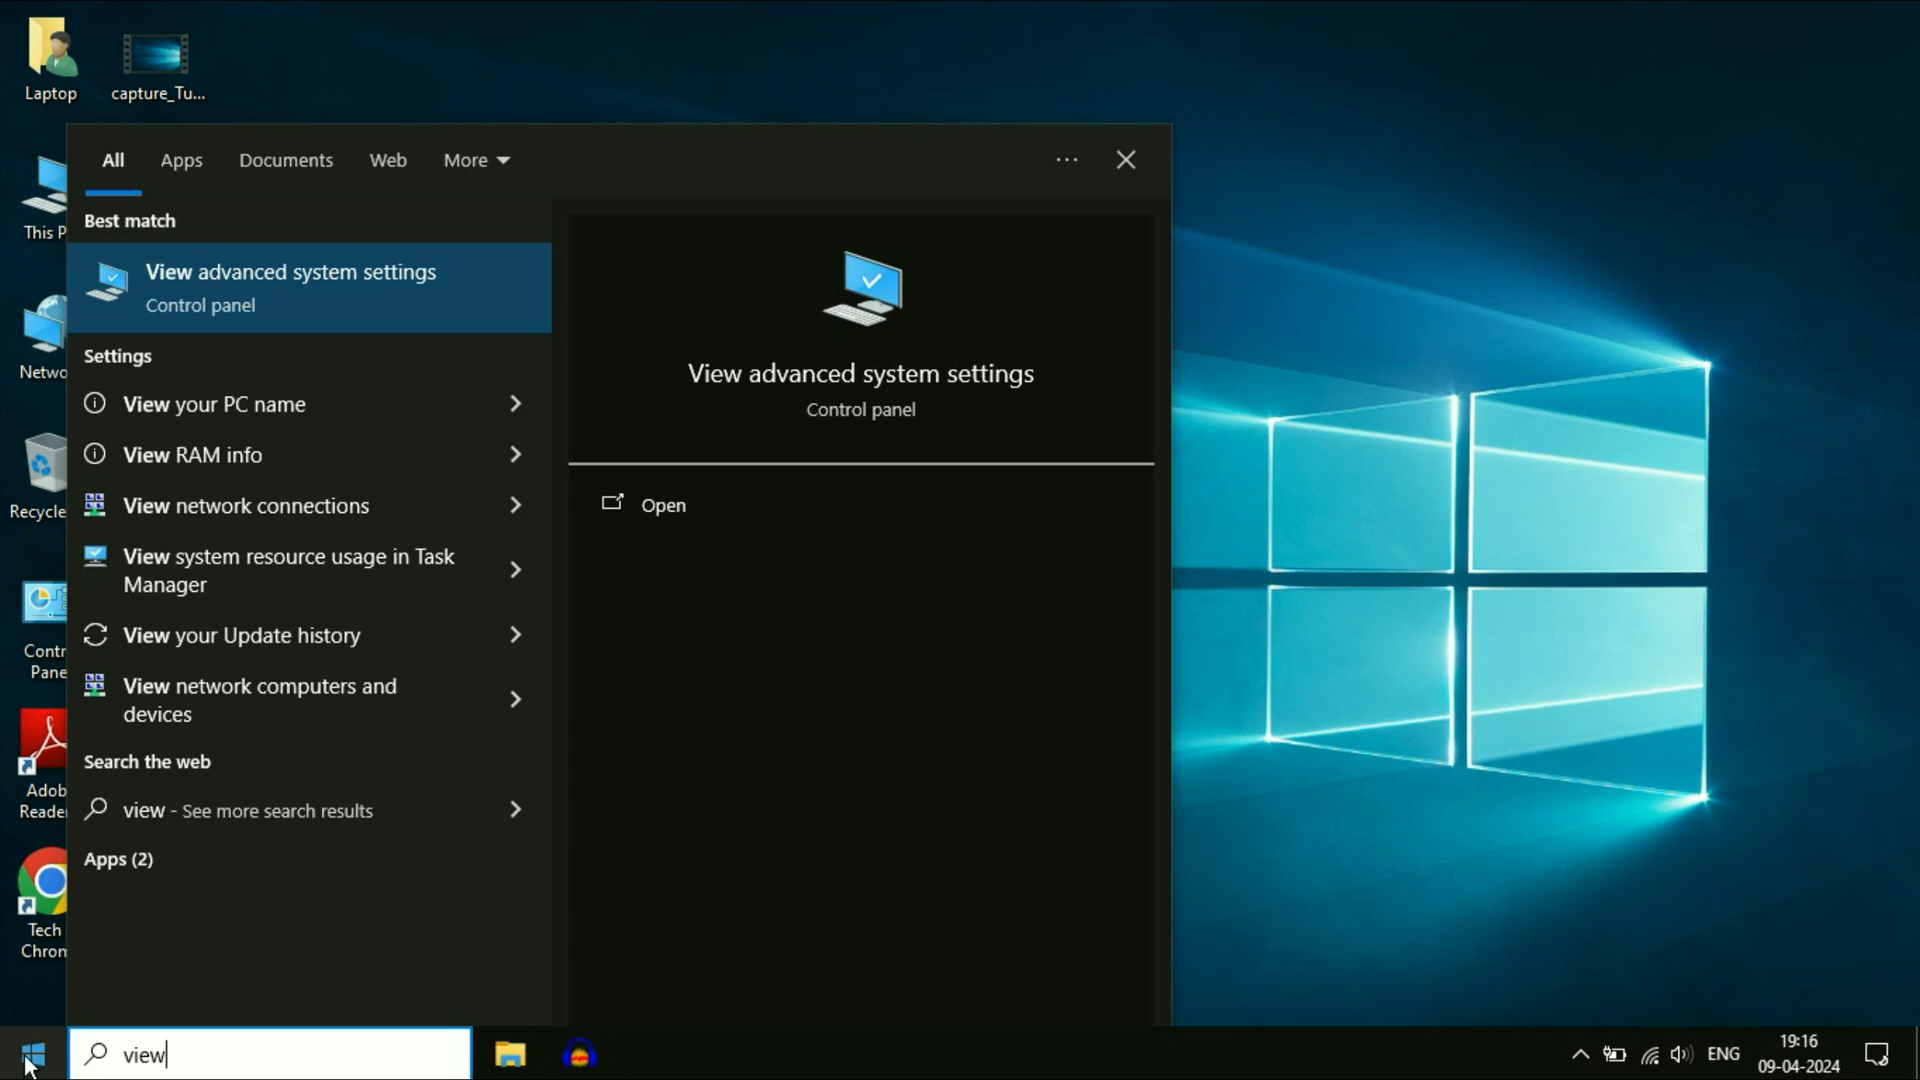 Laptop
capture_Tu...
This P
Netwo
Recycle
Contr
Pane
Adob
Reade
Tech
Chrom
All
Apps
Documents
Web
More
Best match
View advanced system settings
Control panel
Settings
View your PC name
View RAM info
View network connections
View system resource usage in Task
Manager
View your Update history
View network computers and
devices
Search the web
view - See more search results
Apps (2)
View advanced system settings
Control panel
Open
view
ENG
19:16
09-04-2024